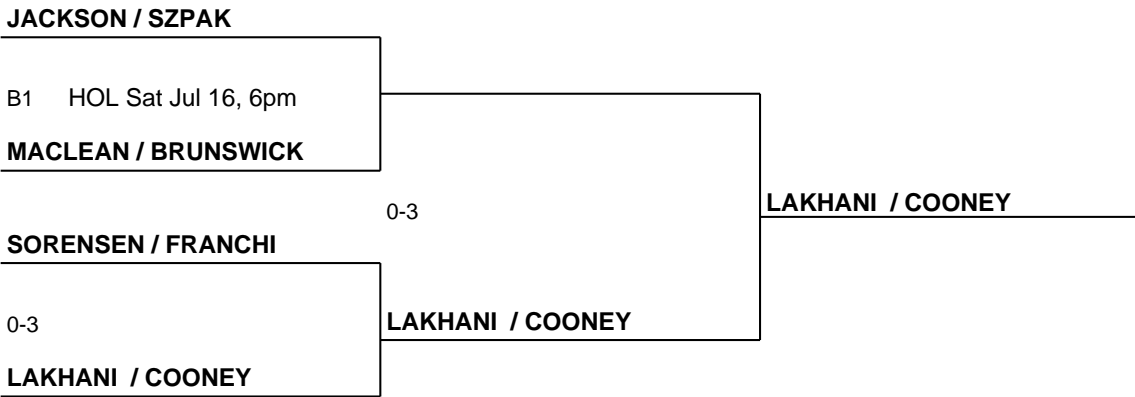 JACKSON / SZPAK
B1 HOL Sat Jul 16, 6pm
MACLEAN / BRUNSWICK
0-3
LAKHANI / COONEY
SORENSEN / FRANCHI
0-3
LAKHANI / COONEY
LAKHANI / COONEY